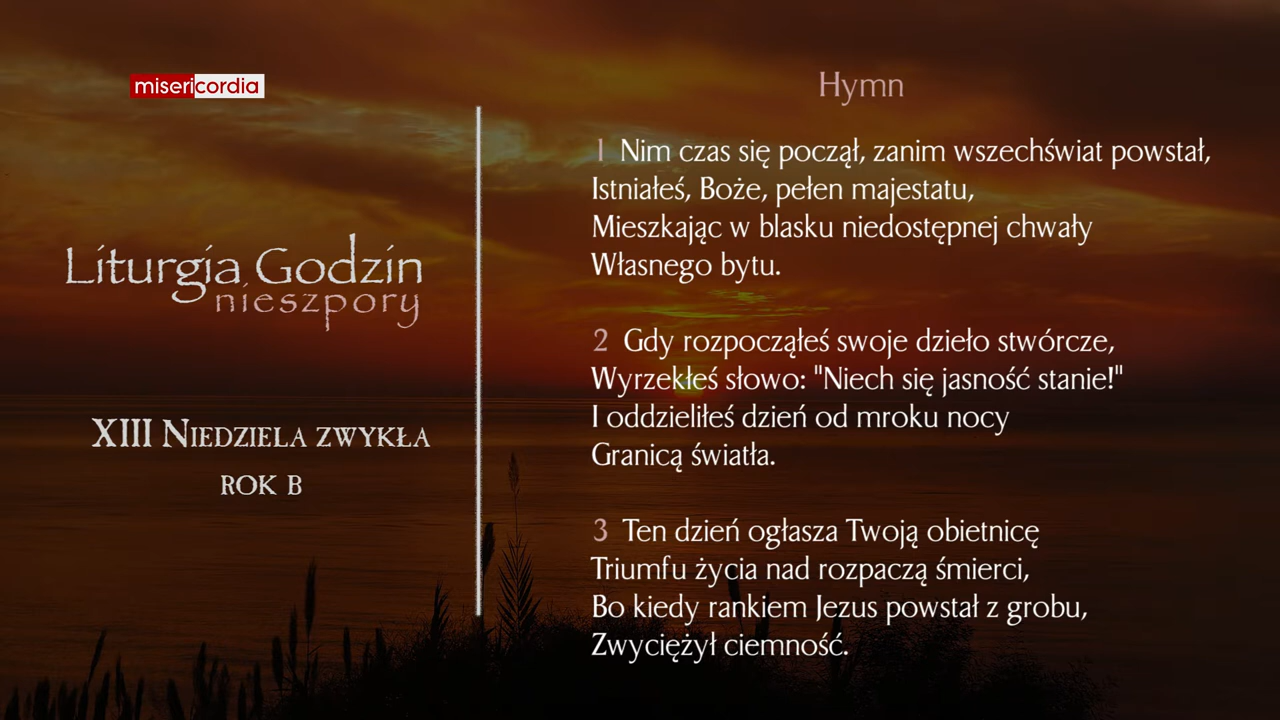 misericordia
Liturgia Godzin
nieszpory
XIII Niedziela zwykła
rok B
Hymn
1 Nim czas się począł, zanim wszechświat powstał,
Istniałeś, Boże, pełen majestatu,
Mieszkając w blasku niedostępnej chwały
Własnego bytu.
2 Gdy rozpocząłeś swoje dzieło stwórcze,
Wyrzekłeś słowo: "Niech się jasność stanie!"
I oddzieliłeś dzień od mroku nocy
Granicą światła.
3 Ten dzień ogłasza Twoją obietnicę
Triumfu życia nad rozpaczą śmierci,
Bo kiedy rankiem Jezus powstał z grobu,
Zwyciężył ciemność.